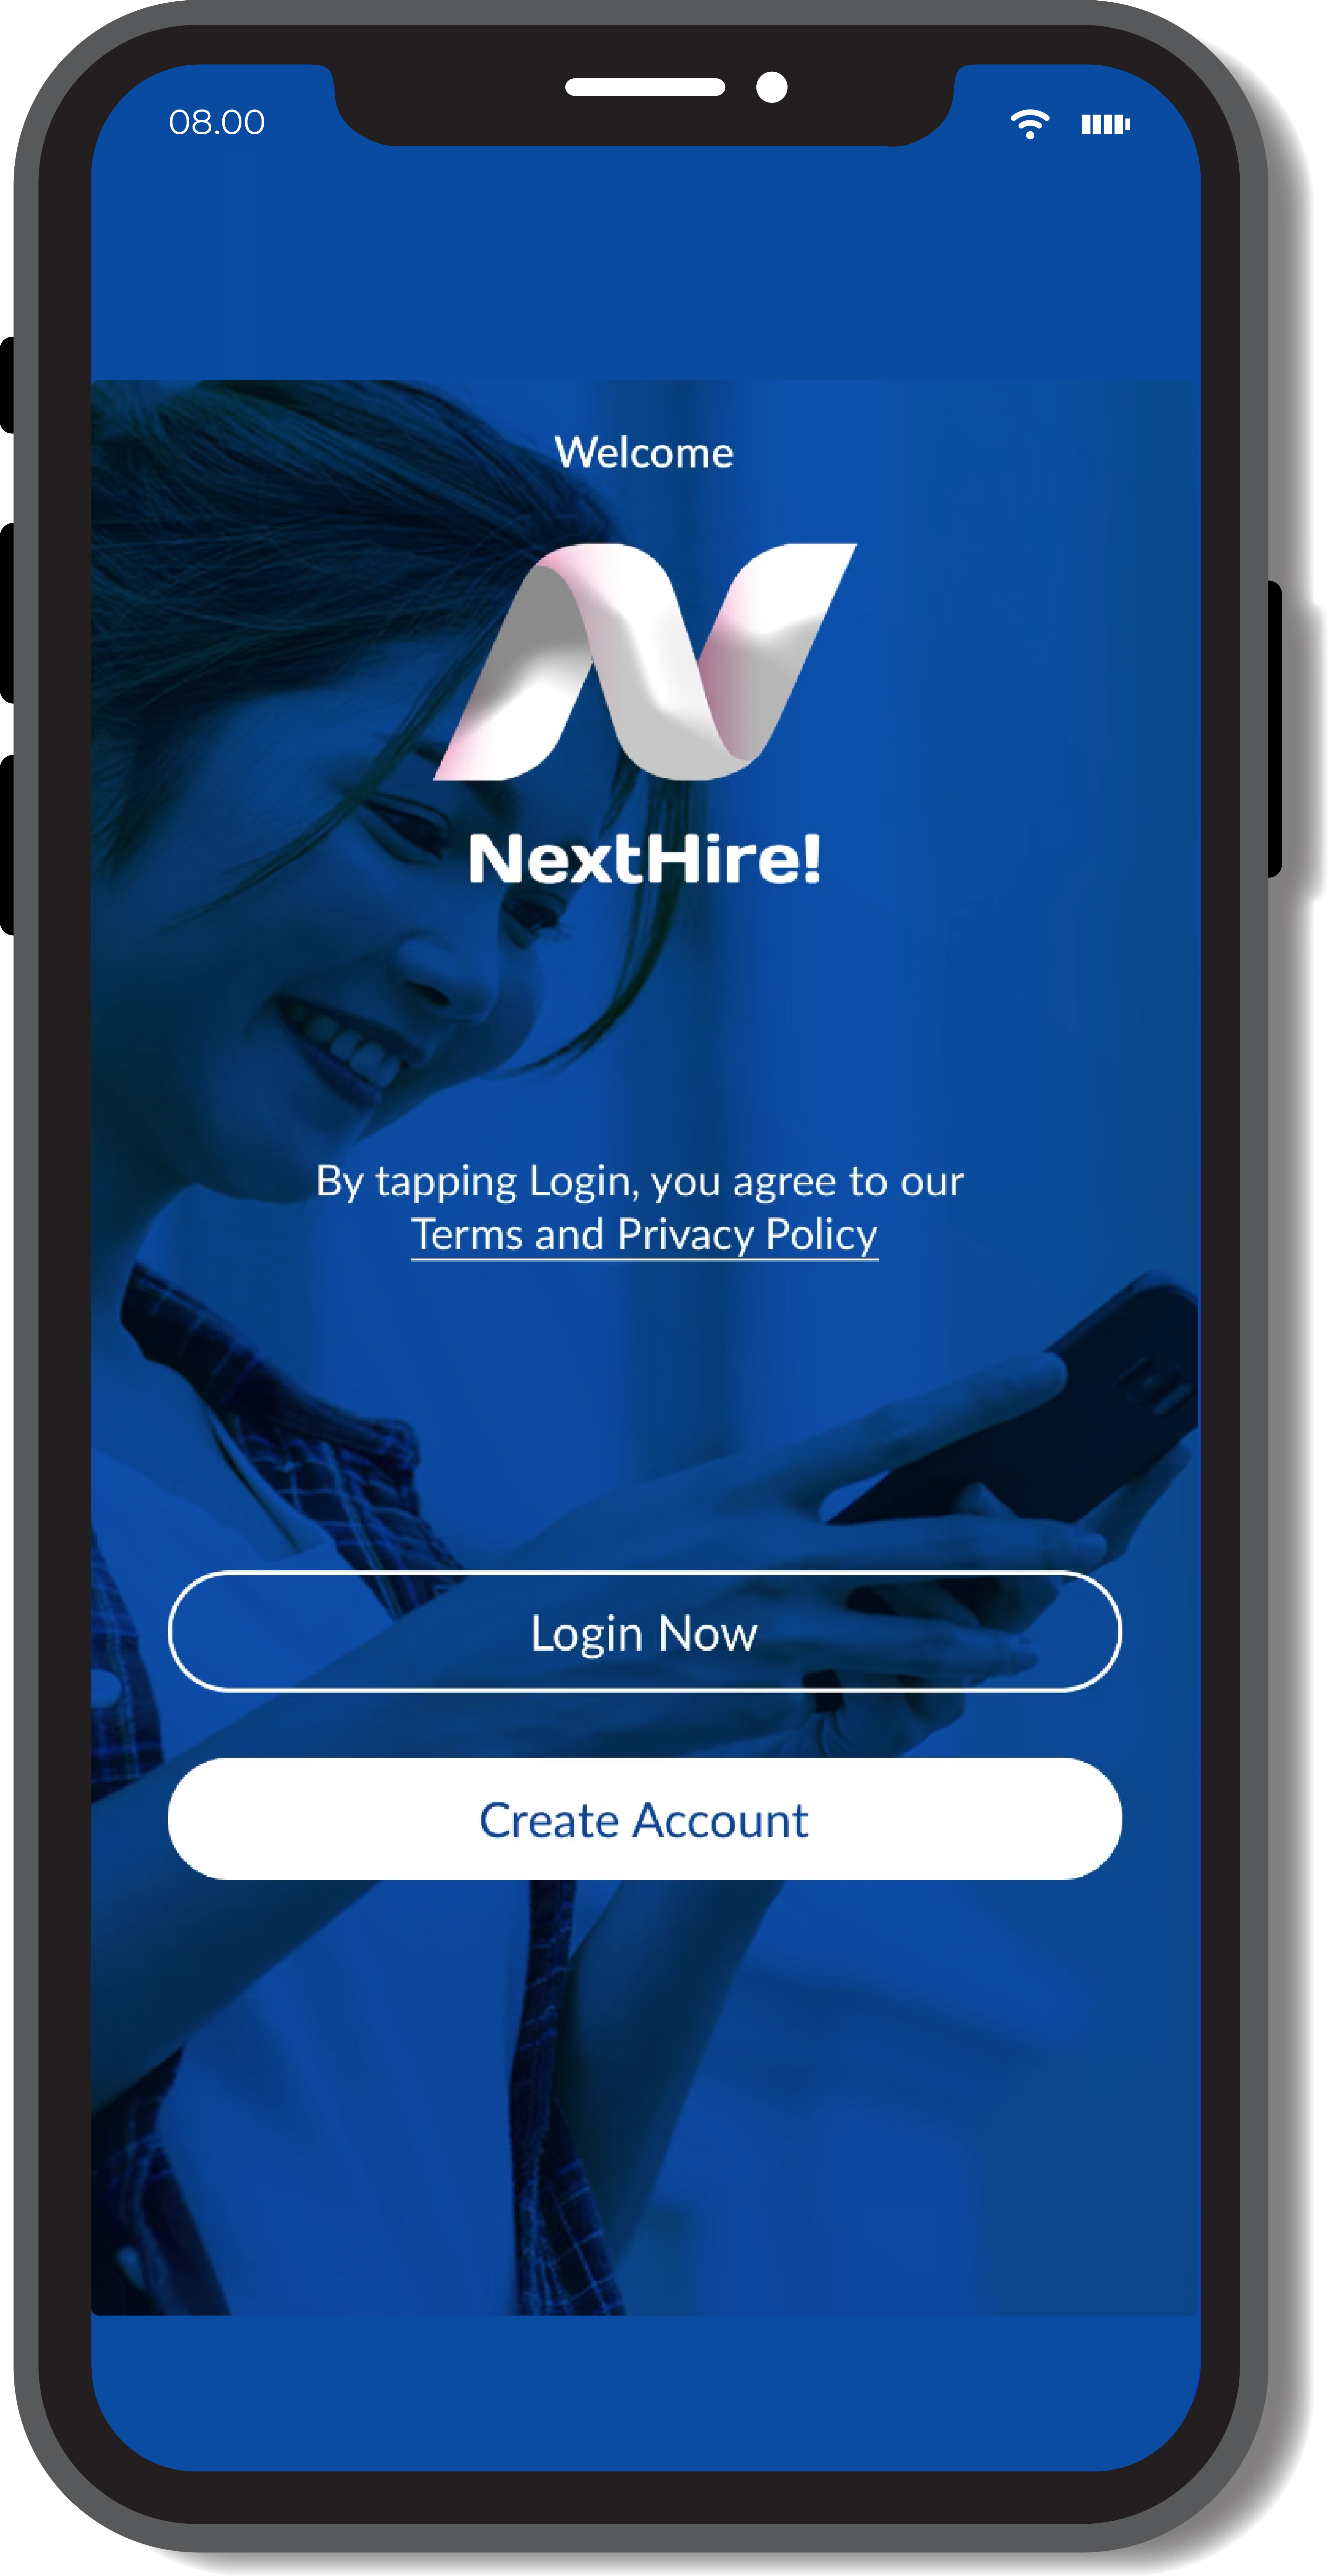 08.00
Welcome
NextHire!
By tapping Login, you agree to our
Terms and Privacy Policy
Login Now
Create Account